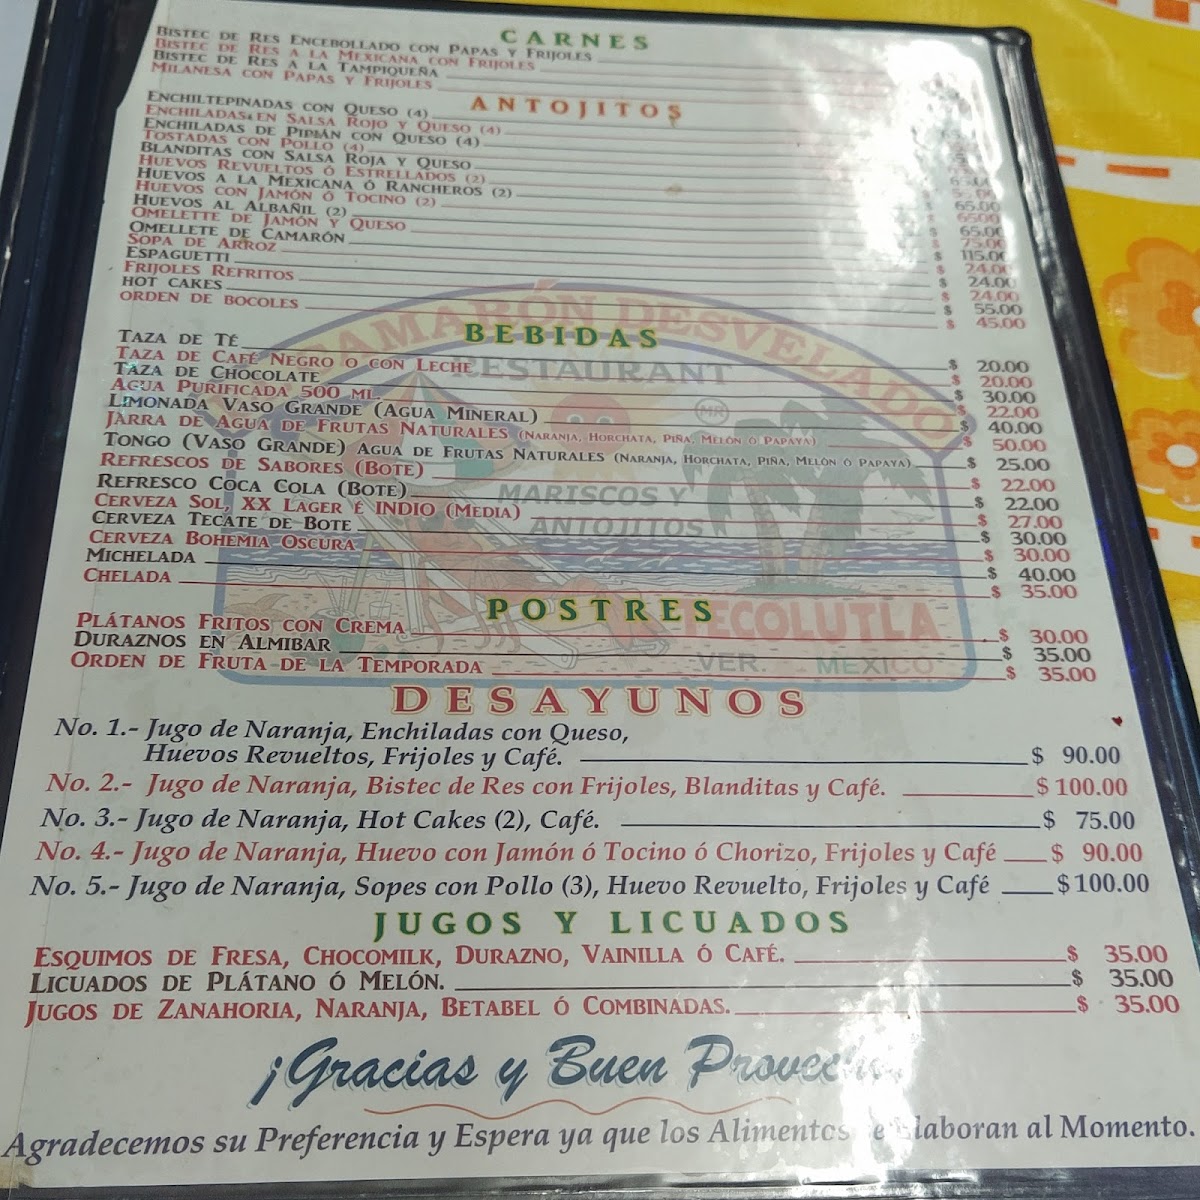 CARNES
BISTEC DE RES ENCEBOLLADO CON PAPAS Y FRIJOLES
BISTEC DE RES A LA MEXICANA CON FRIJOLES
BISTEC DE RES A LA TAMPIQUEÑA
MILANESA CON PAPAS Y FRIJOLES
ANTOJITOS
ENCHILTEPINADAS CON QUESO (4)
ENCHILADAS EN SALSA ROJO Y QUESO (4)
ENCHILADAS DE PIPIÁN CON QUESO (4)
TOSTADAS CON POLLO (4)
BLANDITAS CON SALSA ROJA Y QUESO
HUEVOS REVUELTOS Ó ESTRELLADOS (2)
HUEVOS A LA MEXICANA Ó RANCHEROS (2)
HUEVOS CON JAMÓN Ó TOCINO (2) $ 65.00
HUEVOS AL ALBAÑIL (2) $ 65.00
OMELETTE DE JAMÓN Y QUESO $ 75.00
OMELLETE DE CAMARÓN $ 115.00
SOPA DE ARROZ $ 24.00
ESPAGUETTI $ 24.00
FRIJOLES REFRITOS $ 24.00
HOT CAKES $ 55.00
ORDEN DE BOCOLES $ 45.00
CAMARÓN DESVELADO
RESTAURANT
MR
MARISCOS Y
ANTOJITOS
TECOLUTLA
VER. MEXICO
BEBIDAS
TAZA DE TÉ $ 20.00
TAZA DE CAFÉ NEGRO O CON LECHE $ 20.00
TAZA DE CHOCOLATE $ 30.00
AGUA PURIFICADA 500 ML. $ 22.00
LIMONADA VASO GRANDE (AGUA MINERAL) $ 40.00
JARRA DE AGUA DE FRUTAS NATURALES (NARANJA, HORCHATA, PIÑA, MELÓN Ó PAPAYA) $ 50.00
TONGO (VASO GRANDE) AGUA DE FRUTAS NATURALES (NARANJA, HORCHATA, PIÑA, MELÓN Ó PAPAYA) $ 25.00
REFRESCOS DE SABORES (BOTE) $ 22.00
REFRESCO COCA COLA (BOTE) $ 22.00
CERVEZA SOL, XX LAGER É INDIO (MEDIA) $ 27.00
CERVEZA TECATE DE BOTE $ 30.00
CERVEZA BOHEMIA OSCURA $ 30.00
MICHELADA $ 40.00
CHELADA $ 35.00
POSTRES
PLÁTANOS FRITOS CON CREMA $ 30.00
DURAZNOS EN ALMIBAR $ 35.00
ORDEN DE FRUTA DE LA TEMPORADA $ 35.00
DESAYUNOS
No. 1.- Jugo de Naranja, Enchiladas con Queso,
Huevos Revueltos, Frijoles y Café. $ 90.00
No. 2.- Jugo de Naranja, Bistec de Res con Frijoles, Blanditas y Café. $ 100.00
No. 3.- Jugo de Naranja, Hot Cakes (2), Café. $ 75.00
No. 4.- Jugo de Naranja, Huevo con Jamón ó Tocino ó Chorizo, Frijoles y Café $ 90.00
No. 5.- Jugo de Naranja, Sopes con Pollo (3), Huevo Revuelto, Frijoles y Café $ 100.00
JUGOS Y LICUADOS
ESQUIMOS DE FRESA, CHOCOMILK, DURAZNO, VAINILLA Ó CAFÉ. $ 35.00
LICUADOS DE PLÁTANO Ó MELÓN. $ 35.00
JUGOS DE ZANAHORIA, NARANJA, BETABEL Ó COMBINADAS. $ 35.00
¡Gracias y Buen Provecho!
Agradecemos su Preferencia y Espera ya que los Alimentos se Elaboran al Momento.